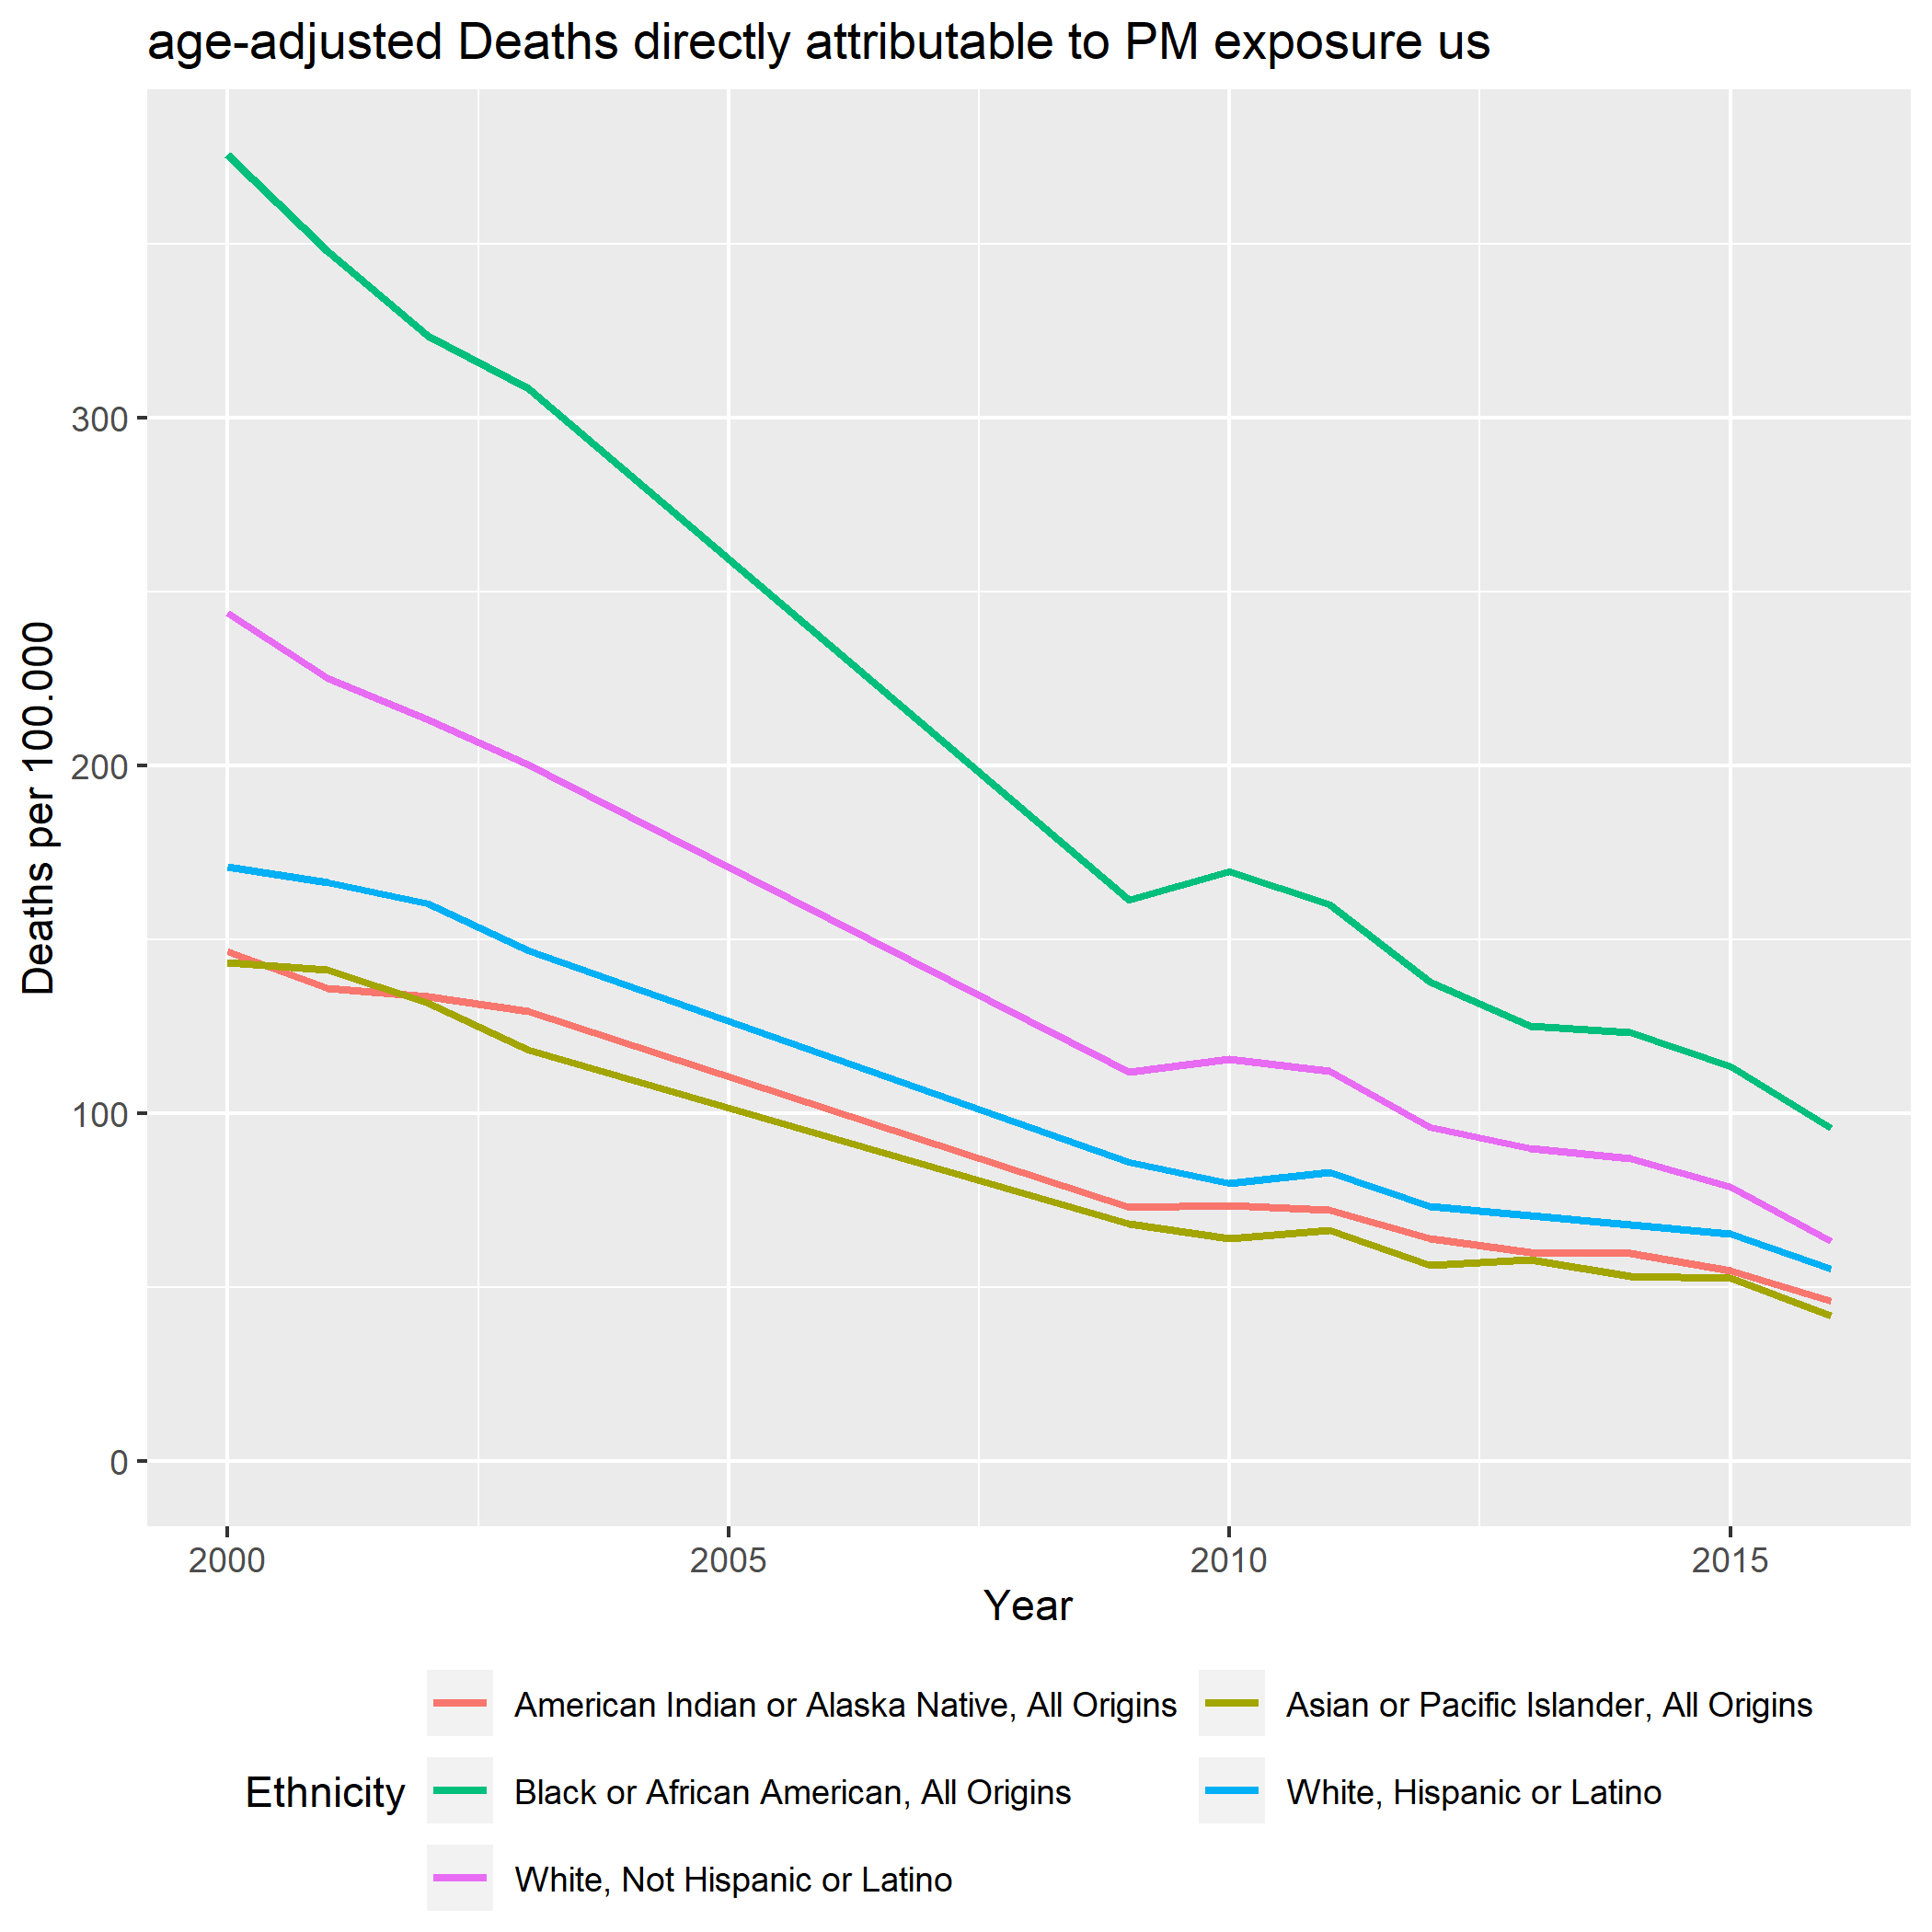 age-adjusted Deaths directly attributable to PM exposure us
Deaths per 100.000
300
200
100
0
2000 2005 2010 2015
Year
Ethnicity
American Indian or Alaska Native, All Origins
Asian or Pacific Islander, All Origins
Black or African American, All Origins
White, Hispanic or Latino
White, Not Hispanic or Latino